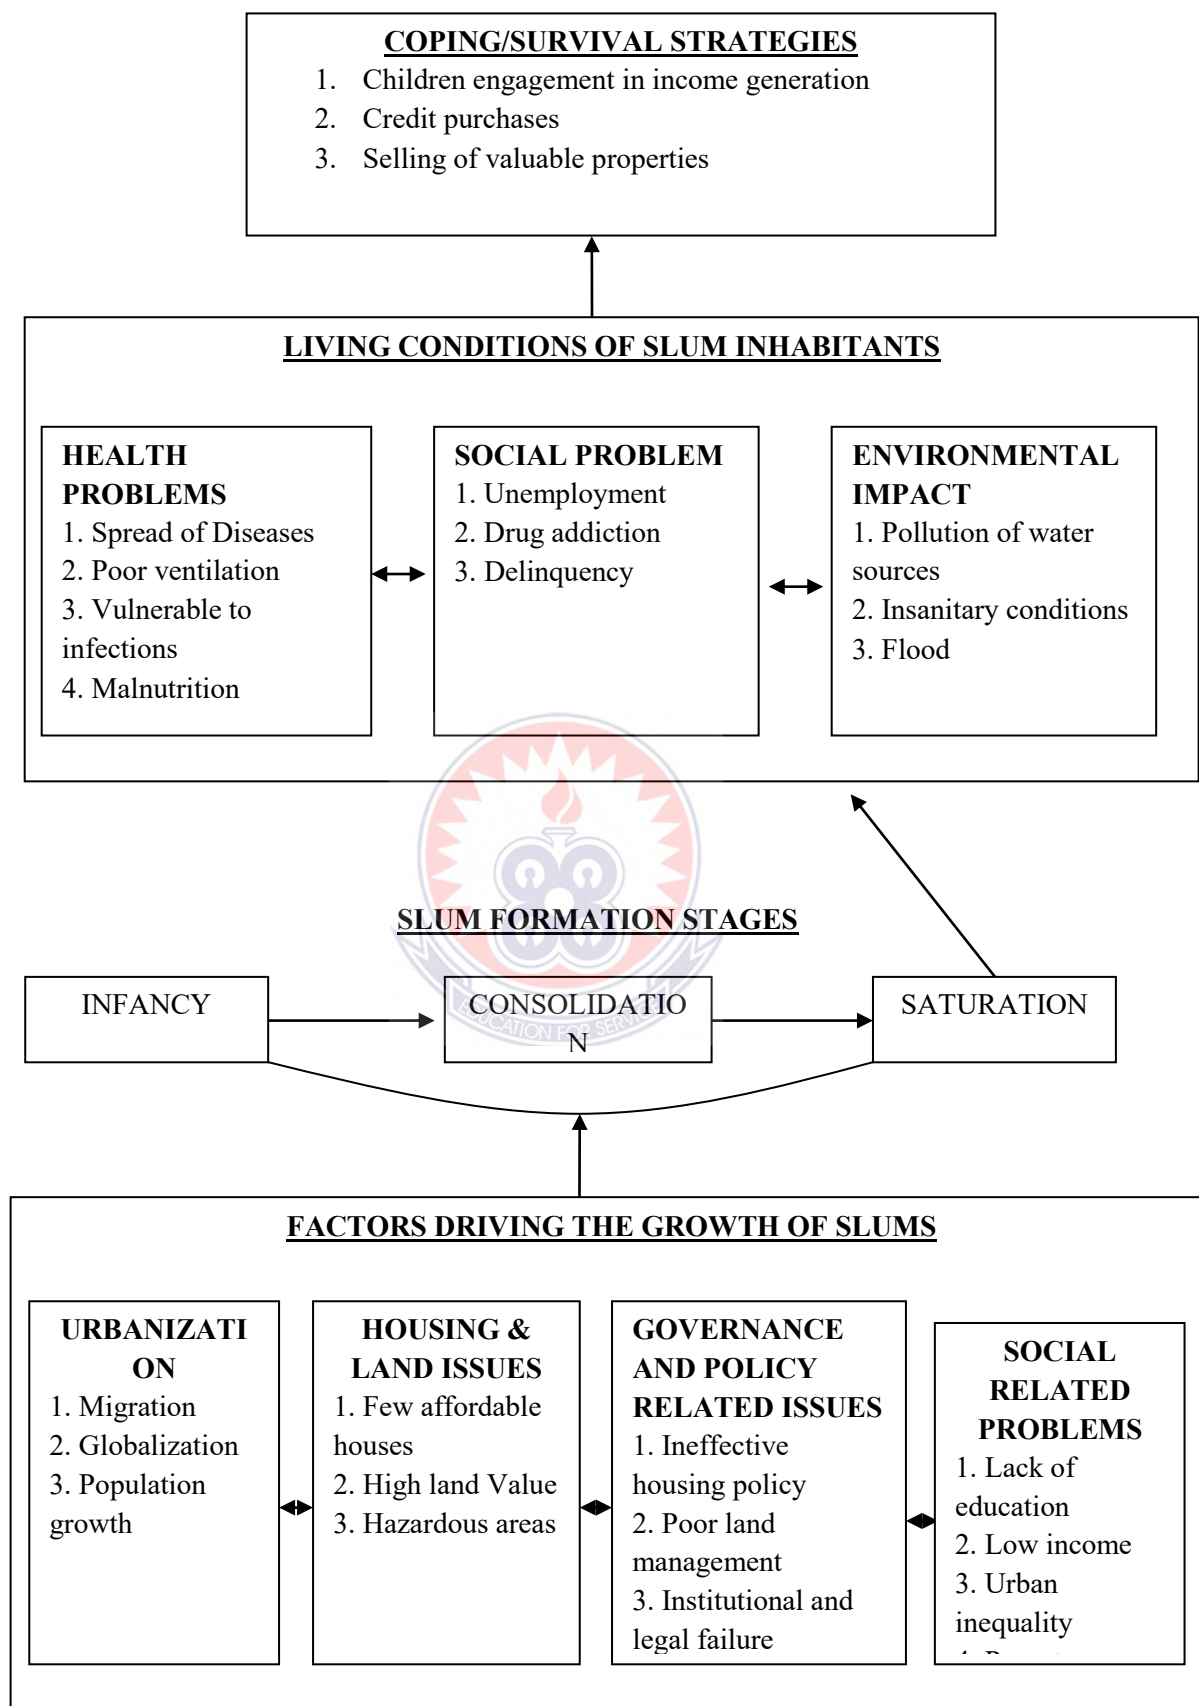 COPING/SURVIVAL STRATEGIES
1. Children engagement in income generation
2. Credit purchases
3. Selling of valuable properties
LIVING CONDITIONS OF SLUM INHABITANTS
HEALTH
PROBLEMS
1. Spread of Diseases
2. Poor ventilation
3. Vulnerable to
infections
4. Malnutrition
SOCIAL PROBLEM
1. Unemployment
2. Drug addiction
3. Delinquency
ENVIRONMENTAL
IMPACT
1. Pollution of water
sources
2. Insanitary conditions
3. Flood
SLUM FORMATION STAGES
INFANCY
CONSOLIDATIO
N
SATURATION
EDUCATION FOR SERVICE
FACTORS DRIVING THE GROWTH OF SLUMS
URBANIZATI
ON
1. Migration
2. Globalization
3. Population
growth
HOUSING &
LAND ISSUES
1. Few affordable
houses
2. High land Value
3. Hazardous areas
GOVERNANCE
AND POLICY
RELATED ISSUES
1. Ineffective
housing policy
2. Poor land
management
3. Institutional and
legal failure
SOCIAL
RELATED
PROBLEMS
1. Lack of
education
2. Low income
3. Urban
inequality